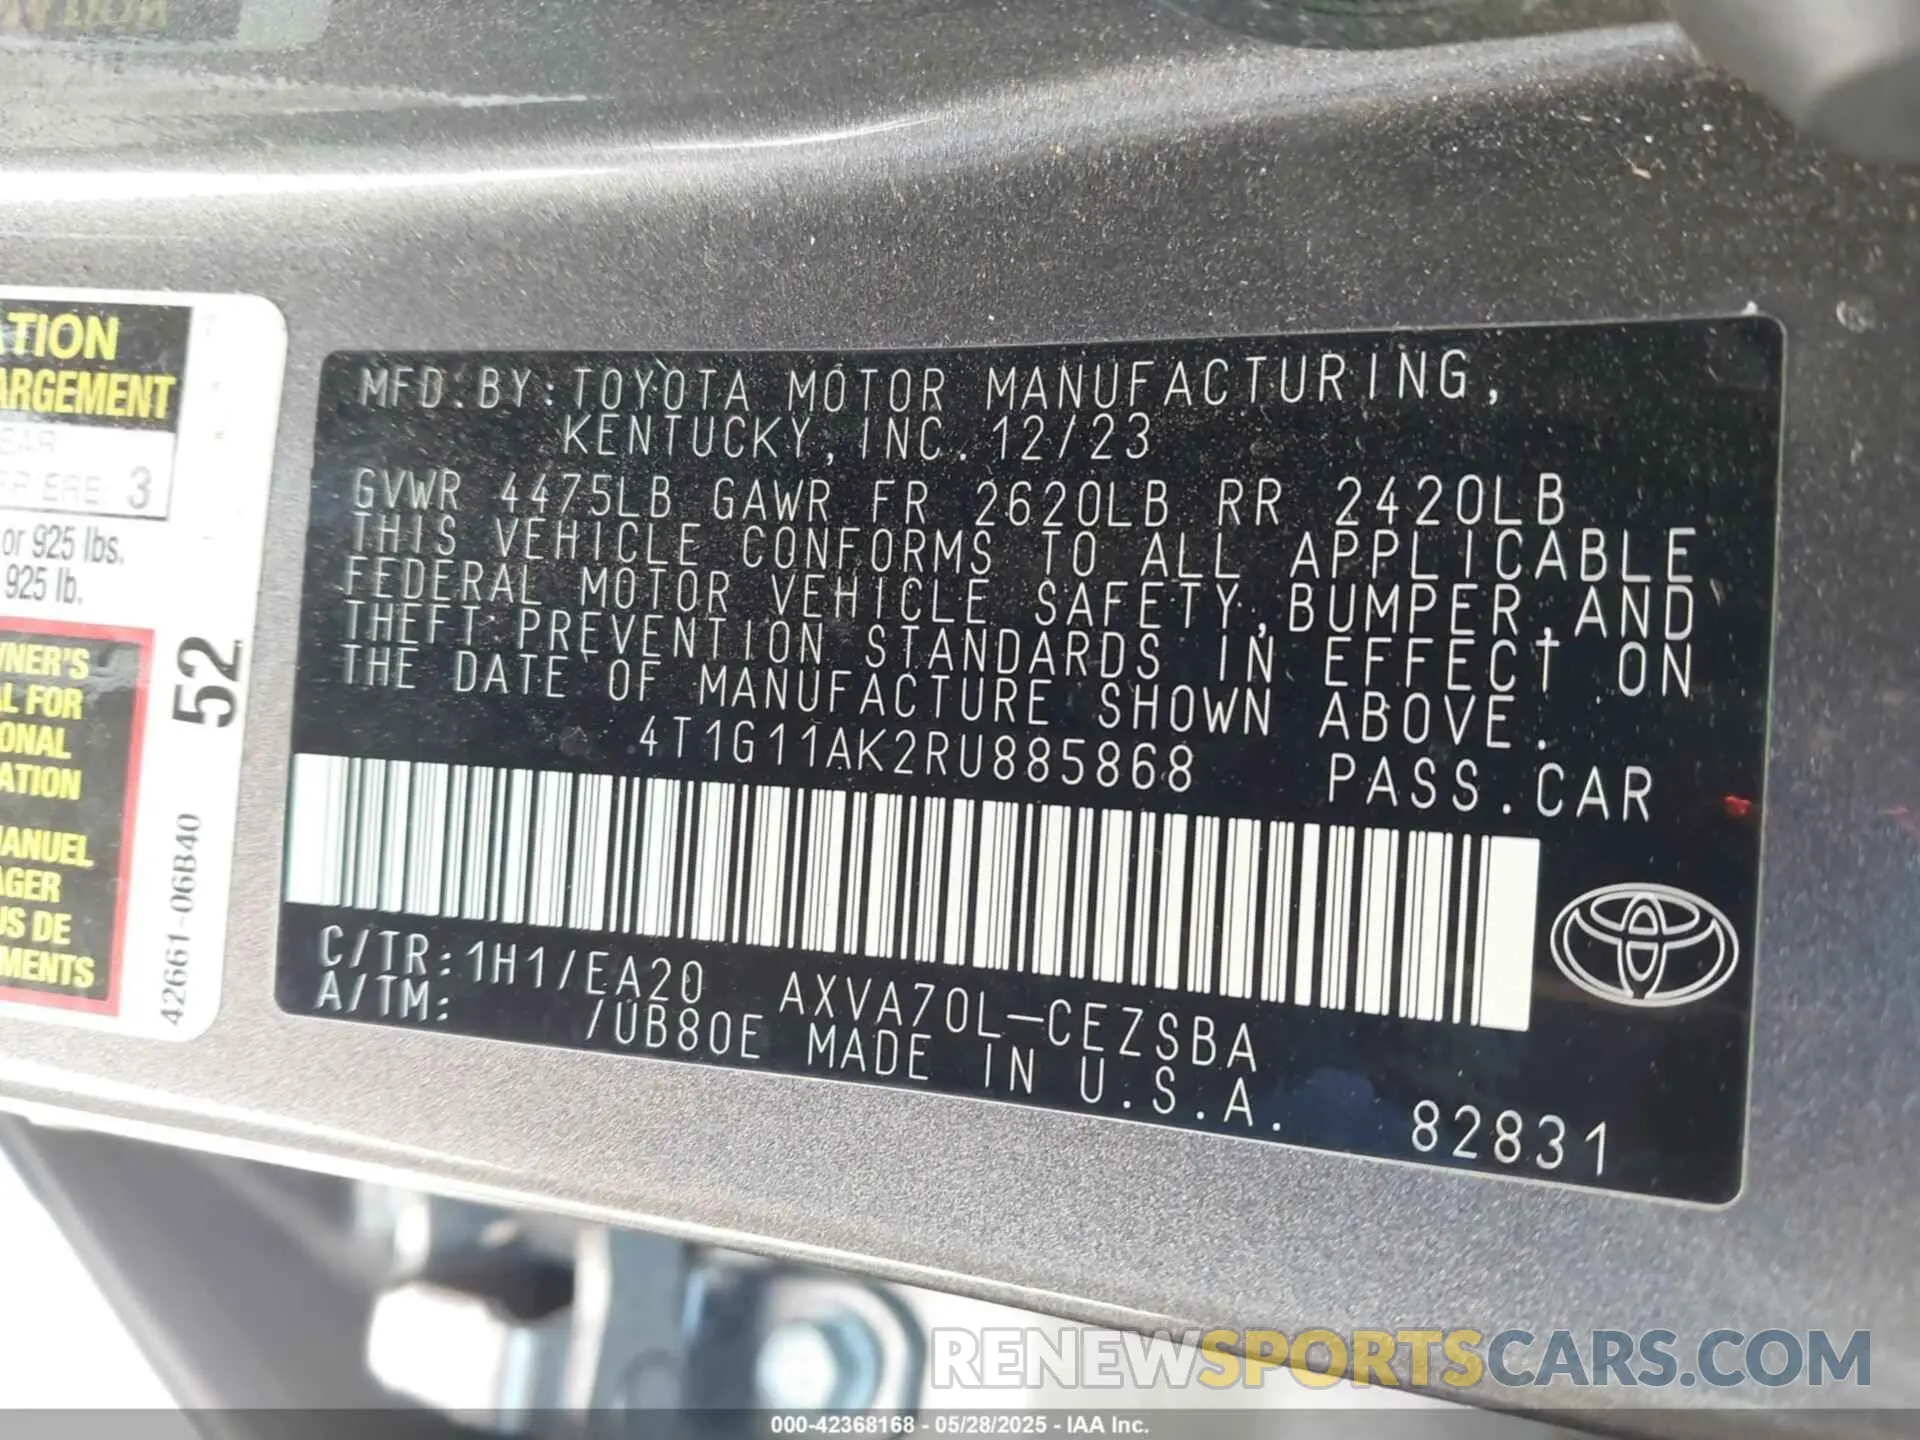 ATION
ARGEMENT
EAR
3
or 925 lbs.
925 lb.
WNER'S
L FOR
ONAL
ATION
MANUEL
AGER
US DE
MENTS
52
42661-06B40
MFD.BY:TOYOTA MOTOR MANUFACTURING,
KENTUCKY,INC. 12/23
GVWR 4475LB GAWR FR 2620LB RR 2420LB
THIS VEHICLE CONFORMS TO ALL APPLICABLE
FEDERAL MOTOR VEHICLE SAFETY,BUMPER,AND
THEFT PREVENTION STANDARDS IN EFFECT ON
THE DATE OF MANUFACTURE SHOWN ABOVE.
4T1G11AK2RU885868 PASS.CAR
C/TR:1H1/EA20 AXVA70L-CEZSBA
A/TM: /UB80E MADE IN U.S.A.
82831
RENEWSPORTSCARS.COM
000-42368168 - 05/28/2025 - IAA Inc.